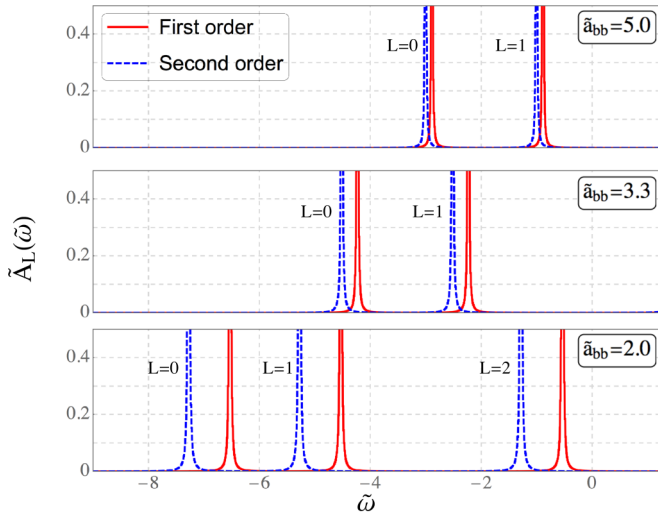 0.4
First order
Second order
L=0
L=1
ã_bb=5.0
0.2
0
0.4
L=0
L=1
ã_bb=3.3
0.2
0
Ã_L(ω̃)
0.4
L=0
L=1
L=2
ã_bb=2.0
0.2
0
−8
−6
−4
−2
0
ω̃